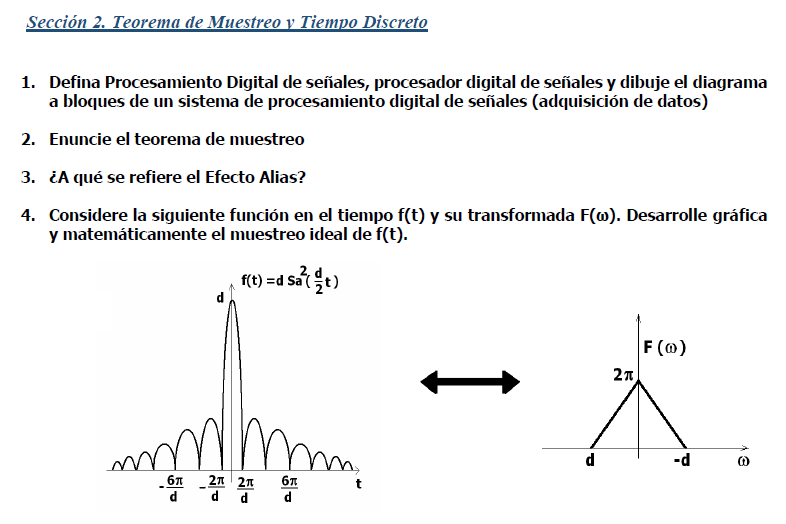 Sección 2. Teorema de Muestreo y Tiempo Discreto
1. Defina Procesamiento Digital de señales, procesador digital de señales y dibuje el diagrama
a bloques de un sistema de procesamiento digital de señales (adquisición de datos)
2. Enuncie el teorema de muestreo
3. ¿A qué se refiere el Efecto Alias?
4. Considere la siguiente función en el tiempo f(t) y su transformada F(ω). Desarrolle gráfica
y matemáticamente el muestreo ideal de f(t).
f(t) =d Sa²(d/2 t)
d
F (ω)
2π
d -d ω
-6π/d -2π/d 2π/d 6π/d t